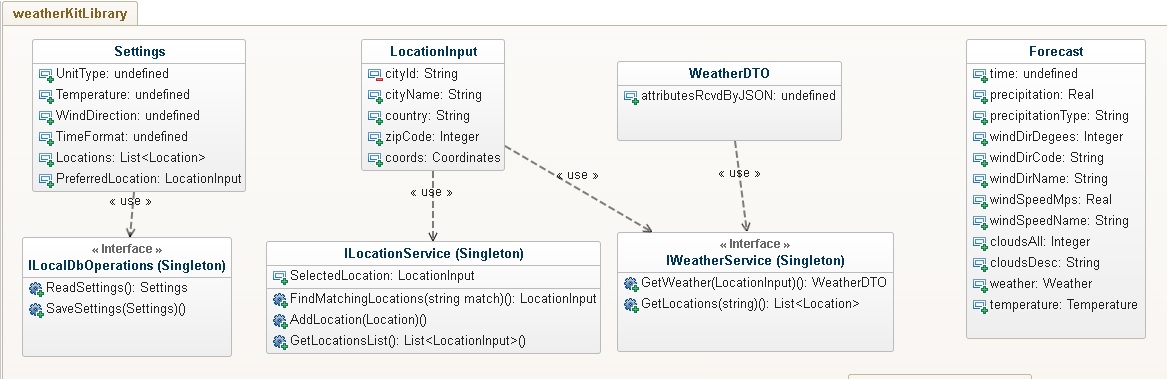 weatherKitLibrary
Settings
UnitType: undefined
Temperature: undefined
WindDirection: undefined
TimeFormat: undefined
Locations: List<Location>
PreferredLocation: LocationInput
LocationInput
cityId: String
cityName: String
country: String
zipCode: Integer
coords: Coordinates
WeatherDTO
attributesRcvdByJSON: undefined
Forecast
time: undefined
precipitation: Real
precipitationType: String
windDirDegees: Integer
windDirCode: String
windDirName: String
windSpeedMps: Real
windSpeedName: String
cloudsAll: Integer
cloudsDesc: String
weather: Weather
temperature: Temperature
« use »
« use »
« use »
« use »
« Interface »
ILocalDbOperations (Singleton)
ReadSettings(): Settings
SaveSettings(Settings)()
ILocationService (Singleton)
SelectedLocation: LocationInput
FindMatchingLocations(string match)(): LocationInput
AddLocation(Location)()
GetLocationsList(): List<LocationInput>()
« Interface »
IWeatherService (Singleton)
GetWeather(LocationInput)(): WeatherDTO
GetLocations(string)(): List<Location>